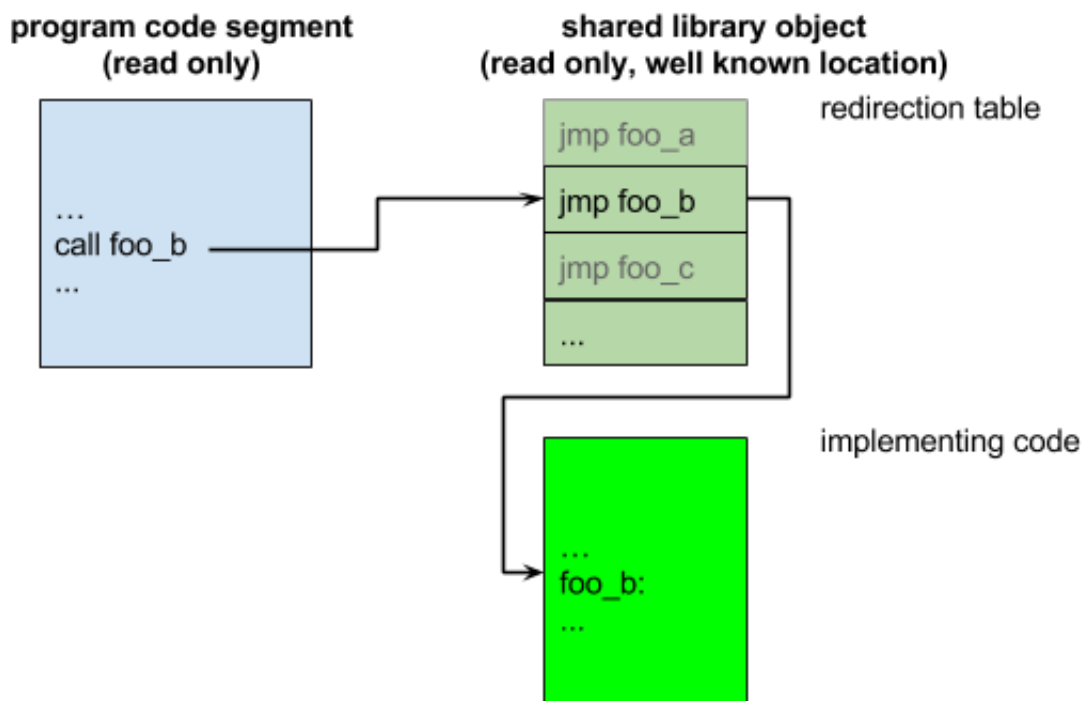 program code segment
(read only)
shared library object
(read only, well known location)
redirection table
jmp foo_a
jmp foo_b
jmp foo_c
...
…
call foo_b
...
implementing code
…
foo_b:
...